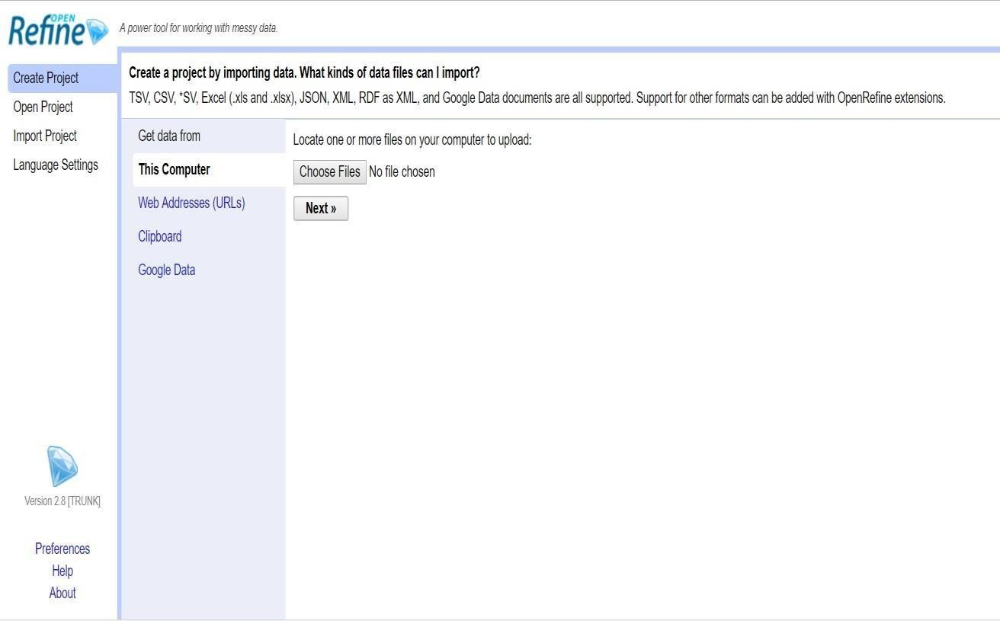 OPEN
Refine
A power tool for working with messy data.
Create Project
Open Project
Import Project
Language Settings
Version 2.8 [TRUNK]
Preferences
Help
About
Create a project by importing data. What kinds of data files can I import?
TSV, CSV, *SV, Excel (.xls and .xlsx), JSON, XML, RDF as XML, and Google Data documents are all supported. Support for other formats can be added with OpenRefine extensions.
Get data from
This Computer
Web Addresses (URLs)
Clipboard
Google Data
Locate one or more files on your computer to upload:
Choose Files No file chosen
Next »